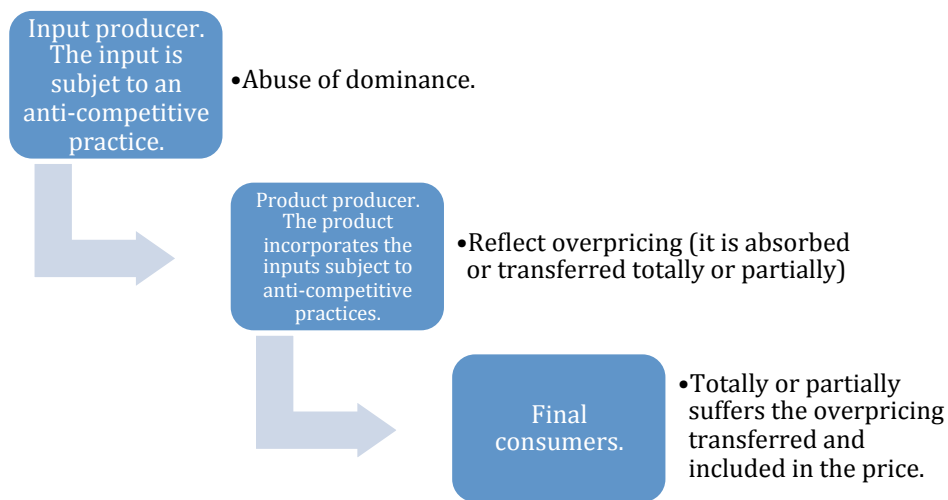 Input producer.
The input is
subjet to an
anti-competitive
practice.
•Abuse of dominance.
Product producer.
The product
incorporates the
inputs subject to
anti-competitive
practices.
•Reflect overpricing (it is absorbed
or transferred totally or partially)
Final
consumers.
•Totally or partially
suffers the overpricing
transferred and
included in the price.